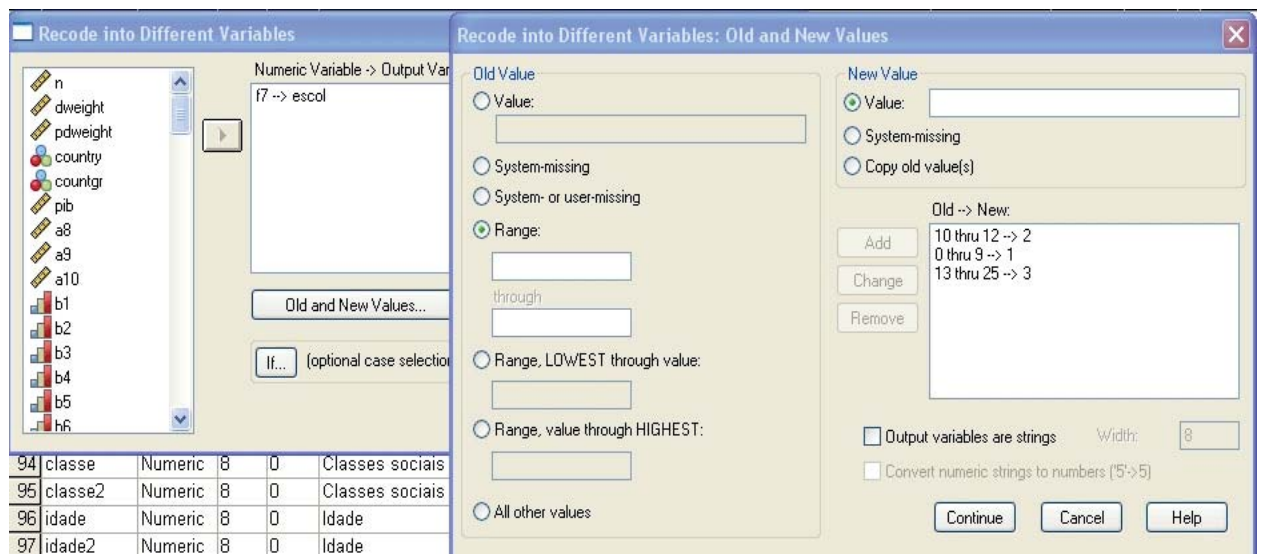 Recode into Different Variables
n
dweight
pdweight
country
countgr
pib
a8
a9
a10
b1
b2
b3
b4
b5
b6
Numeric Variable -> Output Var
f7 --> escol
Old and New Values...
If... (optional case selection
94 classe Numeric 8 0 Classes sociais
95 classe2 Numeric 8 0 Classes sociais
96 idade Numeric 8 0 Idade
97 idade2 Numeric 8 0 Idade
Recode into Different Variables: Old and New Values
Old Value
Value:
System-missing
System- or user-missing
Range:
through
Range, LOWEST through value:
Range, value through HIGHEST:
All other values
New Value
Value:
System-missing
Copy old value(s)
Old --> New:
Add
Change
Remove
10 thru 12 --> 2
0 thru 9 --> 1
13 thru 25 --> 3
Output variables are strings Width: 8
Convert numeric strings to numbers ('5'->5)
Continue Cancel Help